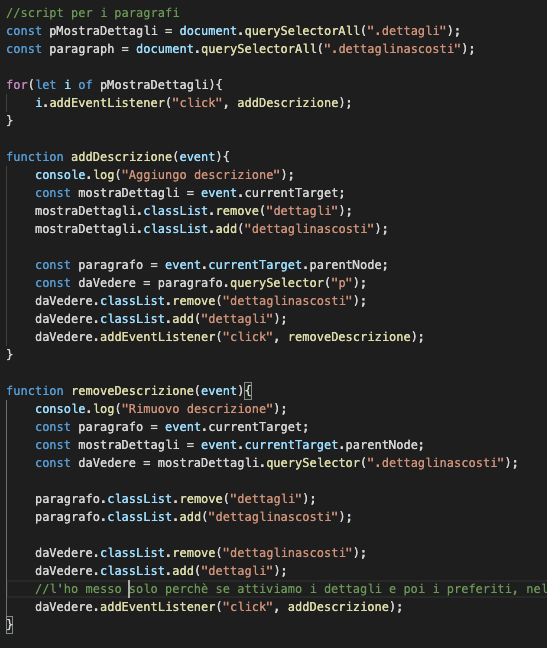 //script per i paragrafi
const pMostraDettagli = document.querySelectorAll(".dettagli");
const paragraph = document.querySelectorAll(".dettaglinascosti");

for(let i of pMostraDettagli){
    i.addEventListener("click", addDescrizione);
}

function addDescrizione(event){
    console.log("Aggiungo descrizione");
    const mostraDettagli = event.currentTarget;
    mostraDettagli.classList.remove("dettagli");
    mostraDettagli.classList.add("dettaglinascosti");

    const paragrafo = event.currentTarget.parentNode;
    const daVedere = paragrafo.querySelector("p");
    daVedere.classList.remove("dettaglinascosti");
    daVedere.classList.add("dettagli");
    daVedere.addEventListener("click", removeDescrizione);
}

function removeDescrizione(event){
    console.log("Rimuovo descrizione");
    const paragrafo = event.currentTarget;
    const mostraDettagli = event.currentTarget.parentNode;
    const daVedere = mostraDettagli.querySelector(".dettaglinascosti");

    paragrafo.classList.remove("dettagli");
    paragrafo.classList.add("dettaglinascosti");

    daVedere.classList.remove("dettaglinascosti");
    daVedere.classList.add("dettagli");
    //l'ho messo solo perchè se attiviamo i dettagli e poi i preferiti, nel
    daVedere.addEventListener("click", addDescrizione);
}